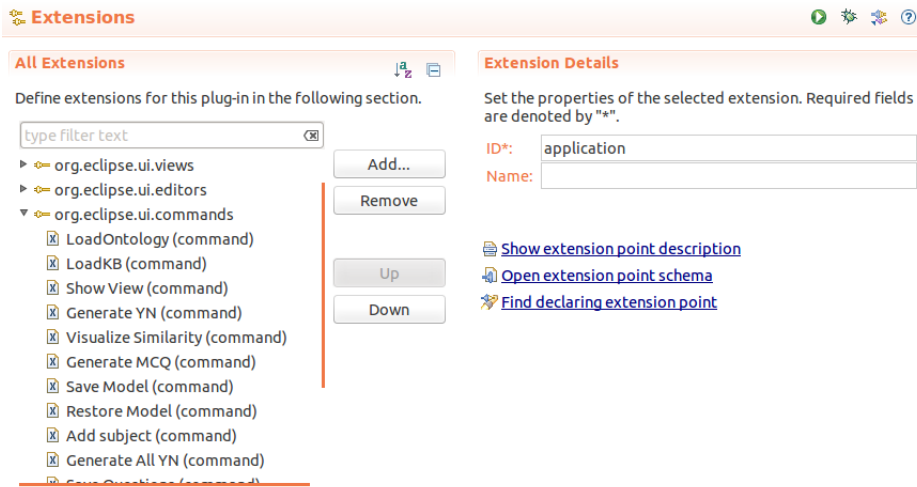 Extensions
All Extensions
Define extensions for this plug-in in the following section.
type filter text
org.eclipse.ui.views
org.eclipse.ui.editors
org.eclipse.ui.commands
LoadOntology (command)
LoadKB (command)
Show View (command)
Generate YN (command)
Visualize Similarity (command)
Generate MCQ (command)
Save Model (command)
Restore Model (command)
Add subject (command)
Generate All YN (command)
Save Questions (command)
Add...
Remove
Up
Down
Extension Details
Set the properties of the selected extension. Required fields
are denoted by "*".
ID*: application
Name:
Show extension point description
Open extension point schema
Find declaring extension point